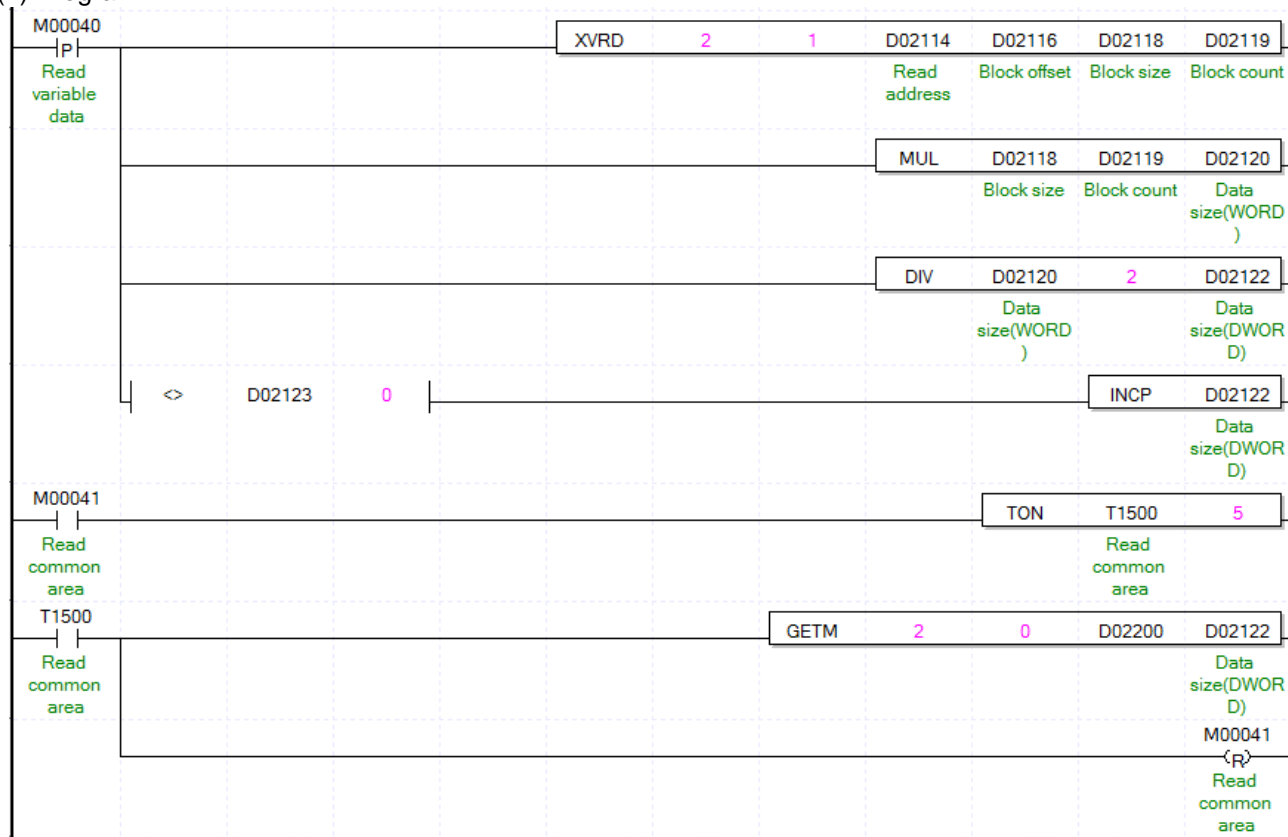 M00040
P
XVRD 2 1 D02114 D02116 D02118 D02119
Read Read Block offset Block size Block count
variable address
data
MUL D02118 D02119 D02120
Block size Block count Data
size(WORD
)
DIV D02120 2 D02122
Data Data
size(WORD size(DWOR
) D)
<> D02123 0 INCP D02122
Data
size(DWOR
D)
M00041
TON T1500 5
Read Read
common common
area area
T1500
GETM 2 0 D02200 D02122
Read Data
common size(DWOR
area D)
M00041
R
Read
common
area